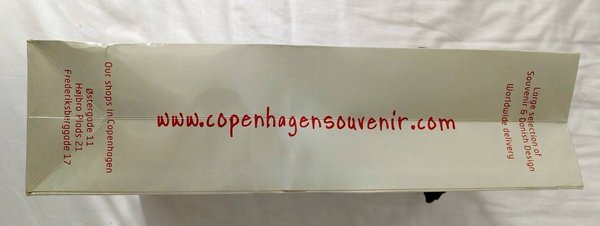 Our shops in Copenhagen
Østergade 11
Højbro Plads 21
Frederiksborggade 17
www.copenhagensouvenir.com
Large selection of
Souvenir & Danish Design
Worldwide delivery